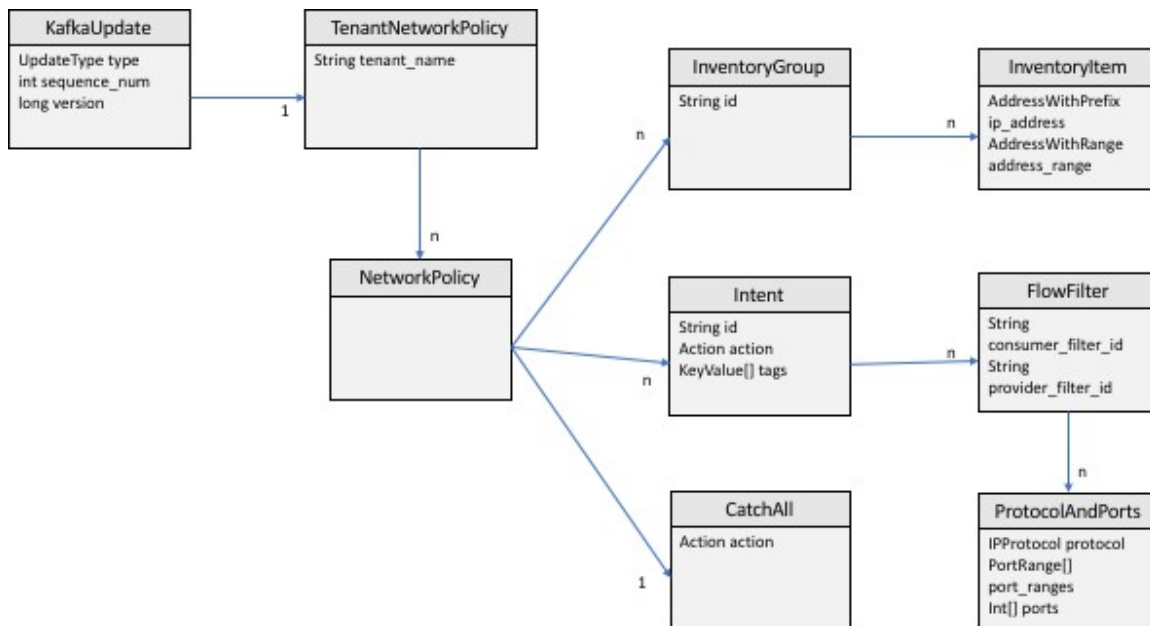 KafkaUpdate
UpdateType type
int sequence_num
long version
1
TenantNetworkPolicy
String tenant_name
n
NetworkPolicy
n
n
1
InventoryGroup
String id
n
InventoryItem
AddressWithPrefix
ip_address
AddressWithRange
address_range
Intent
String id
Action action
KeyValue[] tags
n
FlowFilter
String
consumer_filter_id
String
provider_filter_id
n
CatchAll
Action action
ProtocolAndPorts
IPProtocol protocol
PortRange[]
port_ranges
Int[] ports